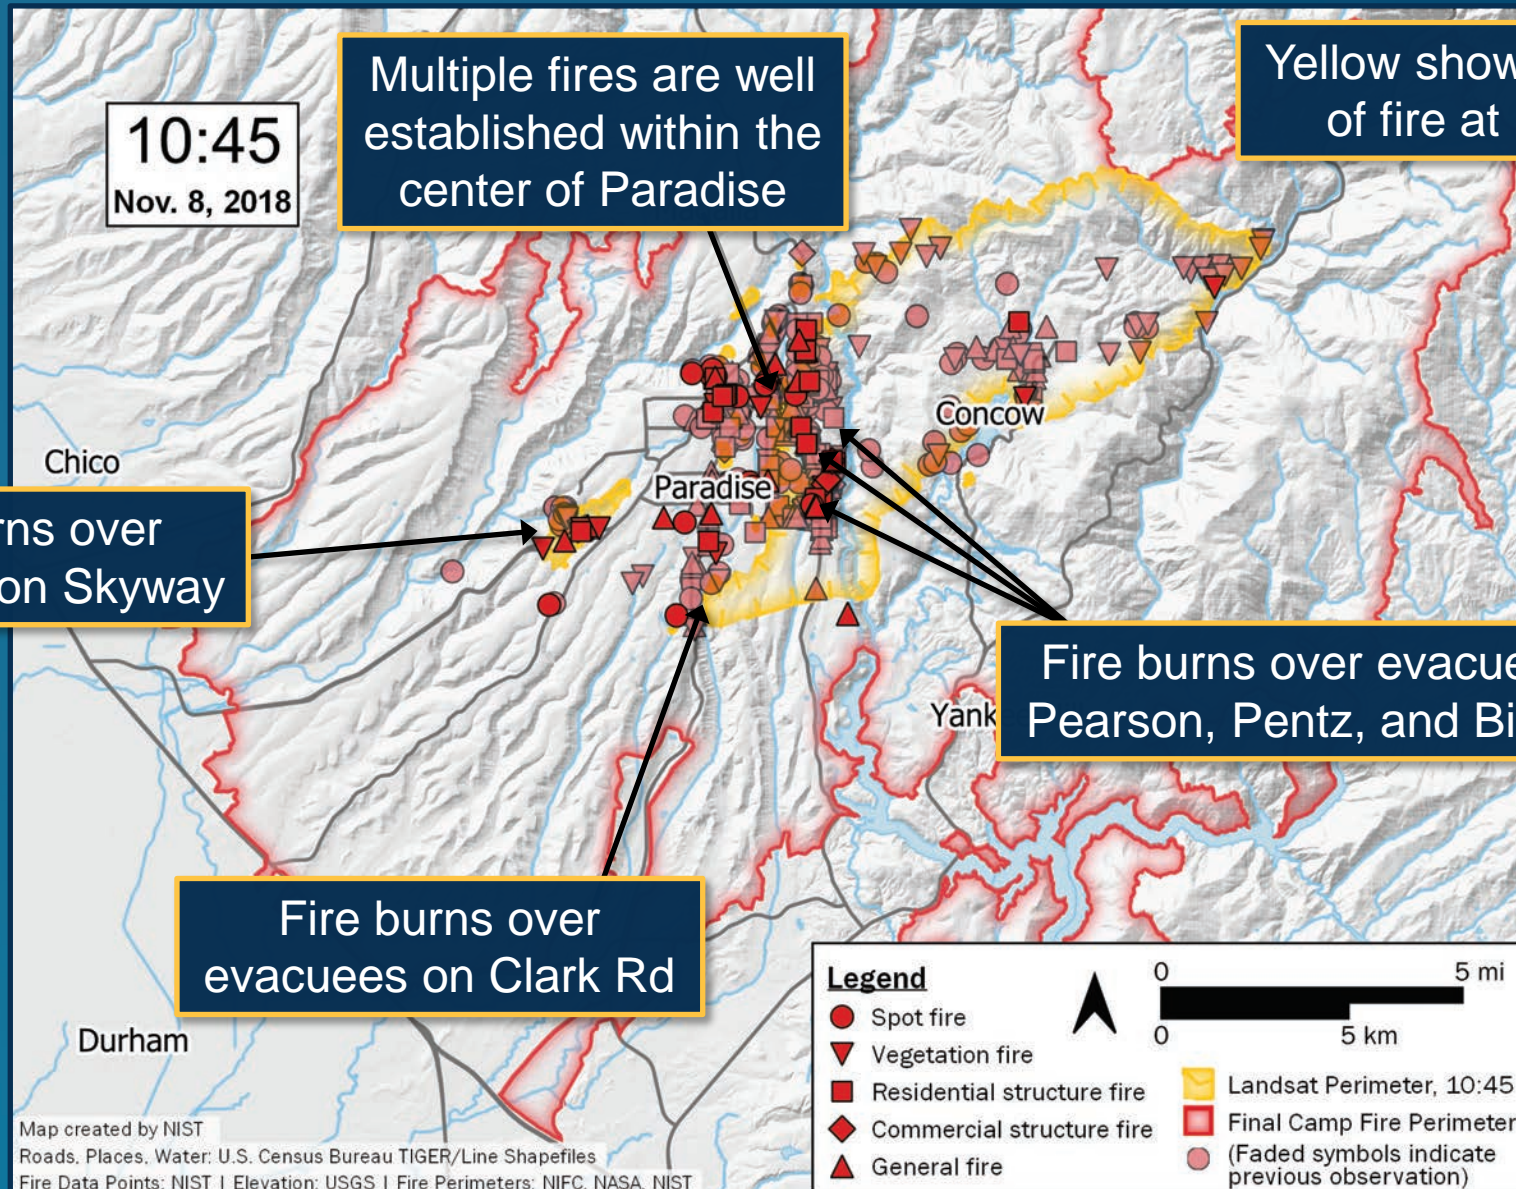 Multiple fires are well
established within the
center of Paradise
Yellow show
of fire at
10:45
Nov. 8, 2018
Chico
Concow
Paradise
rns over
on Skyway
Fire burns over evacue
Pearson, Pentz, and Bi
Yank
Fire burns over
evacuees on Clark Rd
Durham
Legend
Spot fire
Vegetation fire
Residential structure fire
Commercial structure fire
General fire
0 5 mi
0 5 km
Landsat Perimeter, 10:45
Final Camp Fire Perimeter
(Faded symbols indicate
previous observation)
Map created by NIST
Roads, Places, Water: U.S. Census Bureau TIGER/Line Shapefiles
Fire Data Points: NIST | Elevation: USGS | Fire Perimeters: NIFC, NASA, NIST